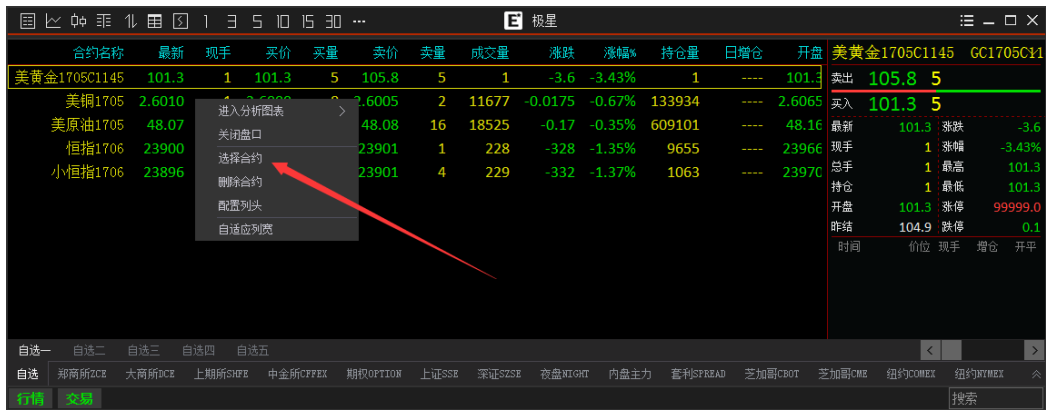 1 3 5 10 15 30 ... E 极星
合约名称 最新 现手 买价 买量 卖价 卖量 成交量 涨跌 涨幅% 持仓量 日增仓 开盘
美黄金1705C1145 101.3 1 101.3 5 105.8 5 1 -3.6 -3.43% 1 ---- 101.3
美铜1705 2.6010 2.6005 2 11677 -0.0175 -0.67% 133934 ---- 2.6065
美原油1705 48.07 48.08 16 18525 -0.17 -0.35% 609101 ---- 48.16
恒指1706 23900 23901 1 228 -328 -1.35% 9655 ---- 23966
小恒指1706 23896 23901 4 229 -332 -1.37% 1063 ---- 2397
进入分析图表 >
关闭盘口
选择合约
删除合约
配置列头
自适应列宽
美黄金1705C1145 GC1705C11
卖出 105.8 5
买入 101.3 5
最新 101.3 涨跌 -3.6
现手 1 涨幅 -3.43%
总手 1 最高 101.3
持仓 1 最低 101.3
开盘 101.3 涨停 99999.0
昨结 104.9 跌停 0.1
时间 价位 现手 增仓 开平
自选一 自选二 自选三 自选四 自选五
自选 郑商所ZCE 大商所DCE 上期所SHFE 中金所CFFEX 期权OPTION 上证SSE 深证SZSE 夜盘NIGHT 内盘主力 套利SPREAD 芝加哥CBOT 芝加哥CME 纽约COMEX 纽约NYMEX
行情 交易 搜索